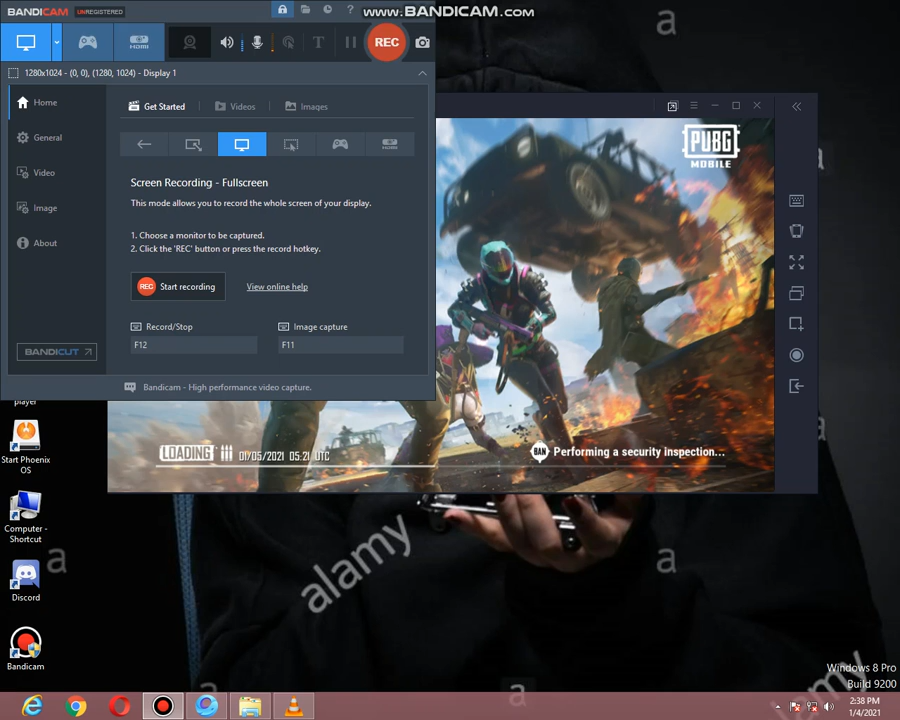 BANDICAM UNREGISTERED
www.BANDICAM.com
HDMI
T
REC
1280x1024 - (0, 0), (1280, 1024) - Display 1
Home
General
Video
Image
About
BANDICUT
Get Started
Videos
Images
HDMI
Screen Recording - Fullscreen
This mode allows you to record the whole screen of your display.
1. Choose a monitor to be captured.
2. Click the 'REC' button or press the record hotkey.
REC Start recording
View online help
Record/Stop
Image capture
F12
F11
Bandicam - High performance video capture.
PUBG
MOBILE
LOADING
01/05/2021 05:21 UTC
BAN Performing a security inspection...
player
Start Phoenix
OS
Computer -
Shortcut
Discord
Bandicam
a
a
a
a
a
a
a
a
alamy
alamy
Windows 8 Pro
Build 9200
2:38 PM
1/4/2021